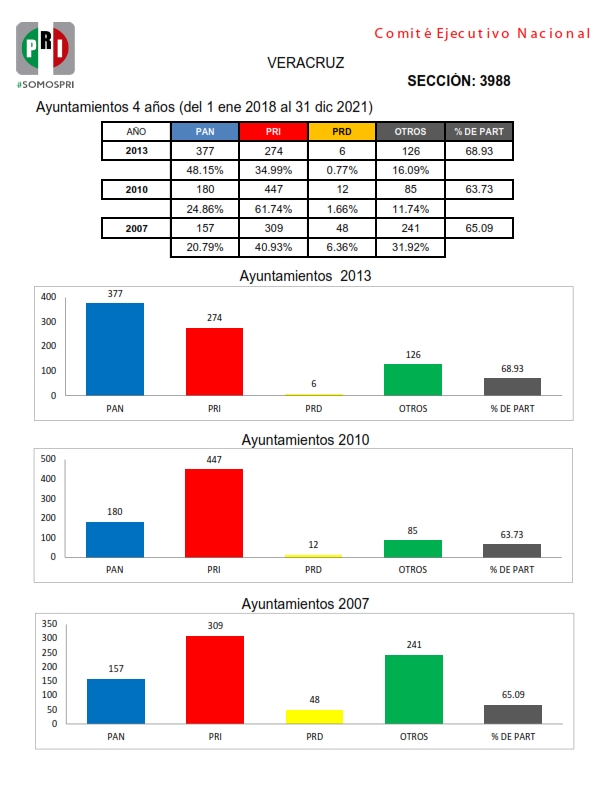 Comité Ejecutivo Nacional
PRI
#SOMOSPRI
VERACRUZ
SECCIÓN: 3988
Ayuntamientos 4 años (del 1 ene 2018 al 31 dic 2021)
AÑO PAN PRI PRD OTROS % DE PART
2013 377 274 6 126 68.93
48.15% 34.99% 0.77% 16.09%
2010 180 447 12 85 63.73
24.86% 61.74% 1.66% 11.74%
2007 157 309 48 241 65.09
20.79% 40.93% 6.36% 31.92%
Ayuntamientos 2013
400
300
200
100
0
377 274 6 126 68.93
PAN PRI PRD OTROS % DE PART
Ayuntamientos 2010
500
400
300
200
100
0
180 447 12 85 63.73
PAN PRI PRD OTROS % DE PART
Ayuntamientos 2007
350
300
250
200
150
100
50
0
157 309 48 241 65.09
PAN PRI PRD OTROS % DE PART